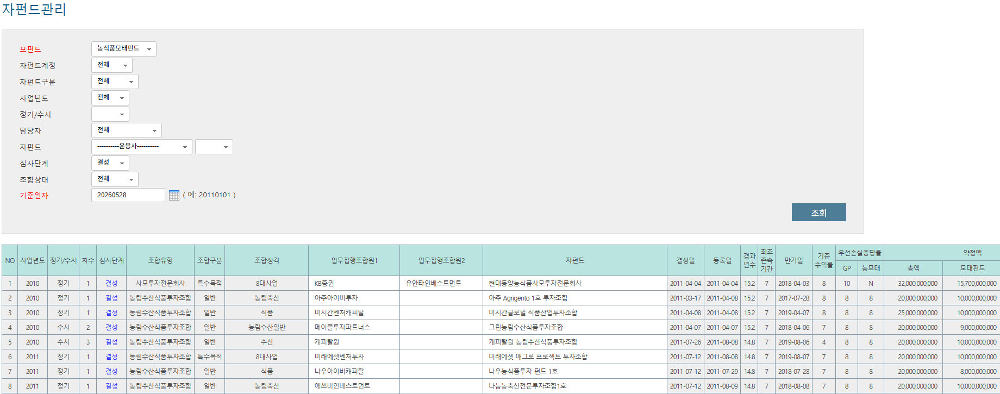 자펀드관리
모펀드 농식품모태펀드
자펀드계정 전체
자펀드구분 전체
사업년도 전체
정기/수시
담당자 전체
자펀드 ----------운용사----------
심사단계 결성
조합상태 전체
기준일자 20260528 ( 예: 20110101 )
조회
NO 사업년도 정기/수시 차수 심사단계 조합유형 조합구분 조합성격 업무집행조합원1 업무집행조합원2 자펀드 결성일 등록일 경과년수 최초존속기간 만기일 기준수익률 우선손실충당률 약정액
GP 농모태 총액 모태펀드
1 2010 정기 1 결성 사모투자전문회사 특수목적 8대사업 KB증권 유안타인베스트먼트 현대동양농식품사모투자전문회사 2011-04-04 2011-04-04 15.2 7 2018-04-03 8 10 N 32,000,000,000 15,700,000,000
2 2010 정기 1 결성 농림수산식품투자조합 일반 농림축산 아주아이비투자 아주 Agrigento 1호 투자조합 2011-03-17 2011-04-08 15.2 7 2017-07-28 8 8 8 20,000,000,000 10,000,000,000
3 2010 정기 1 결성 농림수산식품투자조합 일반 식품 미시간벤처캐피탈 미시간글로벌 식품산업투자조합 2011-04-08 2011-04-08 15.2 7 2019-04-07 8 8 8 25,000,000,000 10,000,000,000
4 2010 수시 2 결성 농림수산식품투자조합 일반 농림수산일반 메이플투자파트너스 그린농림수산식품투자조합 2011-04-07 2011-04-07 15.2 7 2018-04-06 7 8 8 20,000,000,000 9,000,000,000
5 2010 수시 3 결성 농림수산식품투자조합 일반 수산 캐피탈원 캐피탈원 농림수산식품투자조합 2011-07-26 2011-08-08 14.8 7 2019-08-06 4 8 8 20,000,000,000 10,000,000,000
6 2011 정기 1 결성 농림수산식품투자조합 특수목적 8대사업 미래에셋벤처투자 미래에셋 애그로 프로젝트 투자조합 2011-07-12 2011-08-08 14.8 7 2019-08-07 7 8 8 20,000,000,000 10,000,000,000
7 2011 정기 1 결성 농림수산식품투자조합 일반 식품 나우아이비캐피탈 나우농식품투자 펀드 1호 2011-07-12 2011-07-29 14.8 7 2018-07-28 7 8 8 20,000,000,000 8,000,000,000
8 2011 정기 1 결성 농림수산식품투자조합 일반 농림축산 에쓰비인베스트먼트 나눔농축산전문투자조합1호 2011-07-12 2011-08-09 14.8 7 2018-08-08 7 8 8 20,000,000,000 10,000,000,000